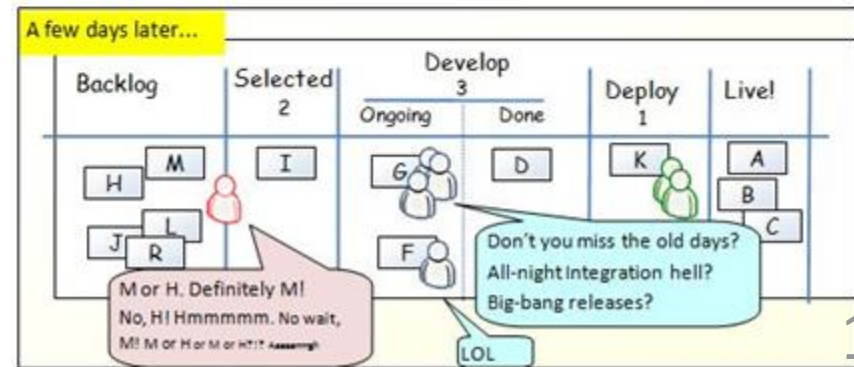 A few days later...
Backlog
Selected
2
Develop
3
Ongoing
Done
Deploy
1
Live!
H
M
J
L
R
I
G
F
D
K
A
B
C
M or H. Definitely M!
No, H! Hmmmmm. No wait,
M! M or H or M or H?!?
Don't you miss the old days?
All-night Integration hell?
Big-bang releases?
LOL